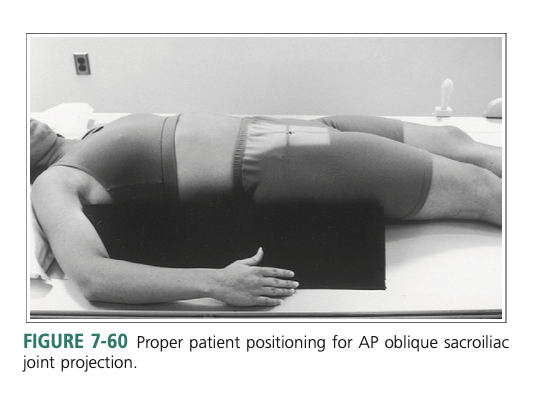 FIGURE 7-60 Proper patient positioning for AP oblique sacroiliac
joint projection.